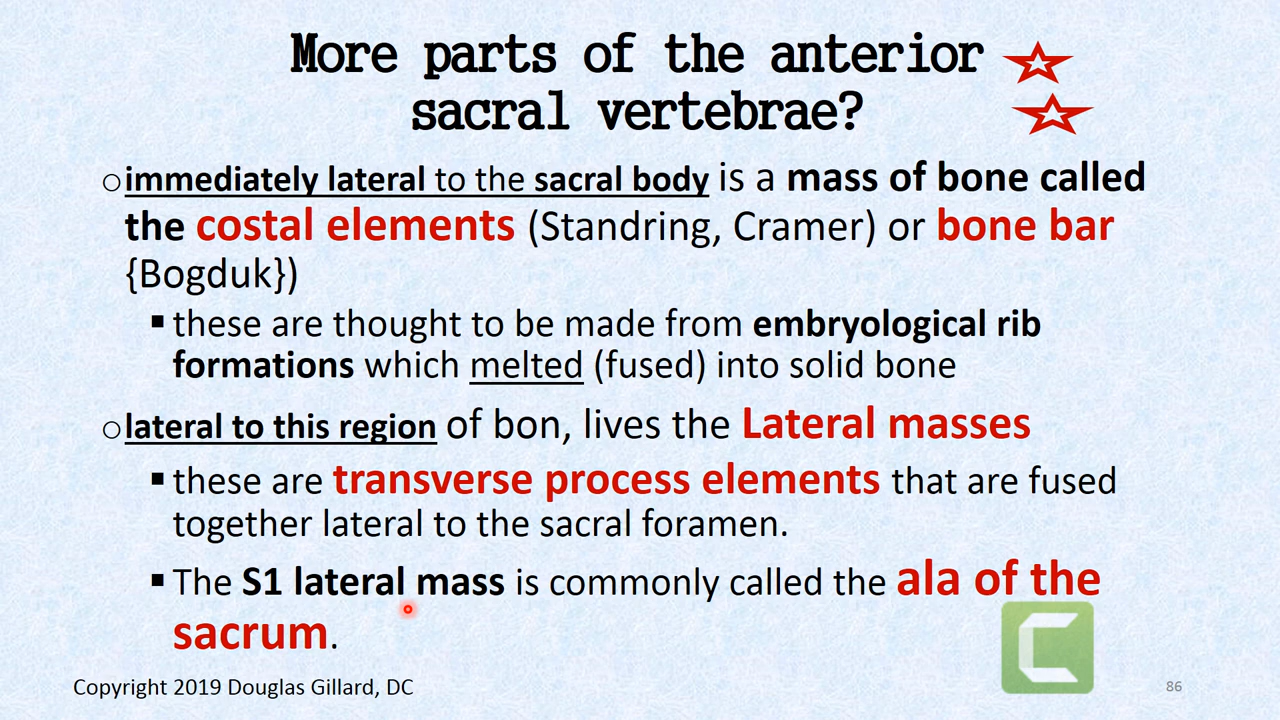 More parts of the anterior
sacral vertebrae?
immediately lateral to the sacral body is a mass of bone called
the costal elements (Standring, Cramer) or bone bar
{Bogduk})
these are thought to be made from embryological rib
formations which melted (fused) into solid bone
lateral to this region of bon, lives the Lateral masses
these are transverse process elements that are fused
together lateral to the sacral foramen.
The S1 lateral mass is commonly called the ala of the
sacrum.
Copyright 2019 Douglas Gillard, DC
86